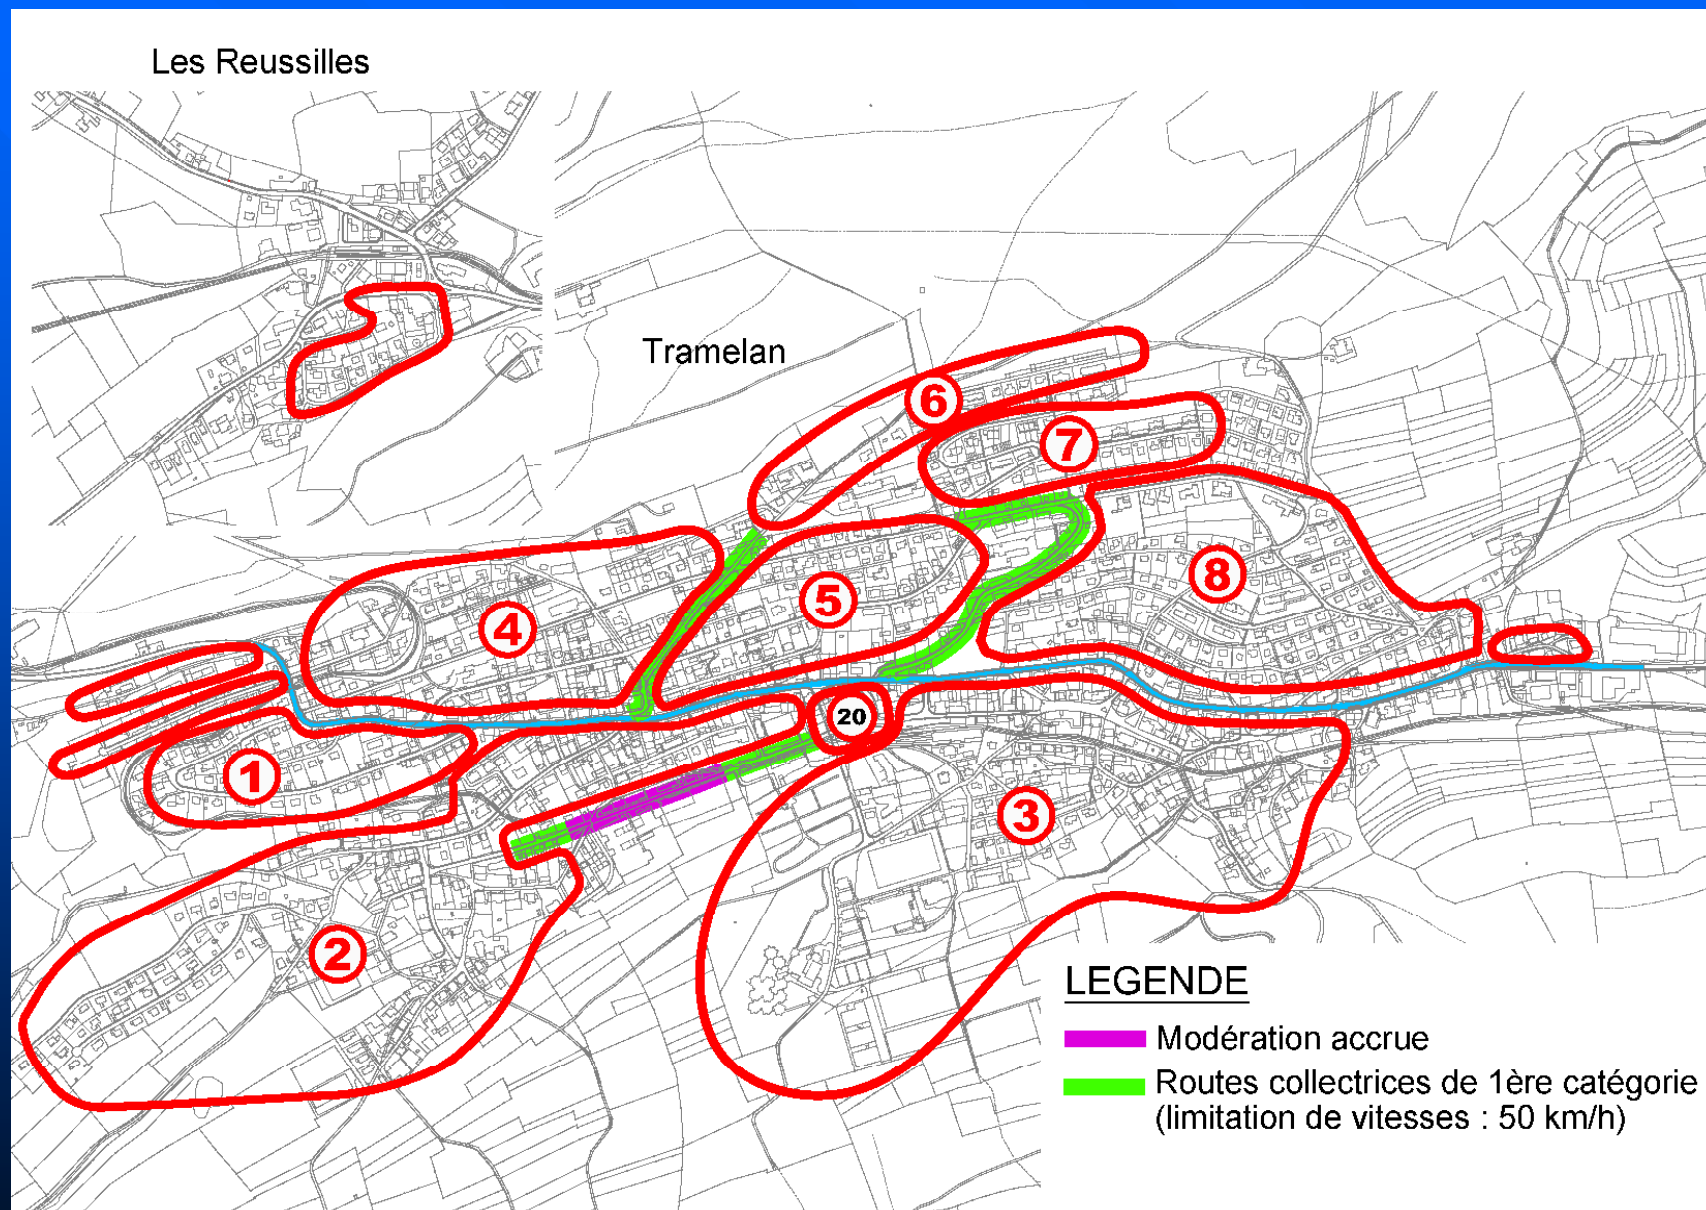 Les Reussilles
Tramelan
6
7
5
8
4
20
1
3
2
LEGENDE
Modération accrue
Routes collectrices de 1ère catégorie
(limitation de vitesses : 50 km/h)